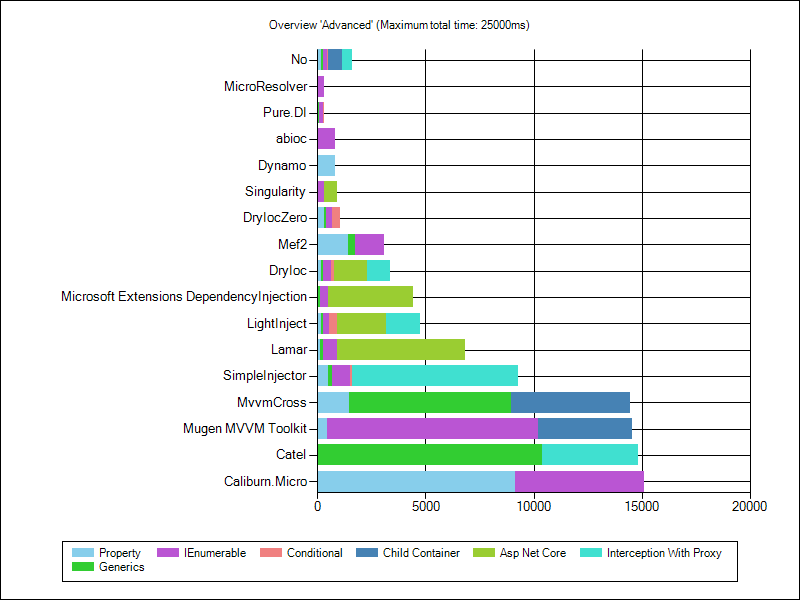 Overview 'Advanced' (Maximum total time: 25000ms)
No
MicroResolver
Pure.DI
abioc
Dynamo
Singularity
DryIocZero
Mef2
DryIoc
Microsoft Extensions DependencyInjection
LightInject
Lamar
SimpleInjector
MvvmCross
Mugen MVVM Toolkit
Catel
Caliburn.Micro
0 5000 10000 15000 20000
Property IEnumerable Conditional Child Container Asp Net Core Interception With Proxy
Generics